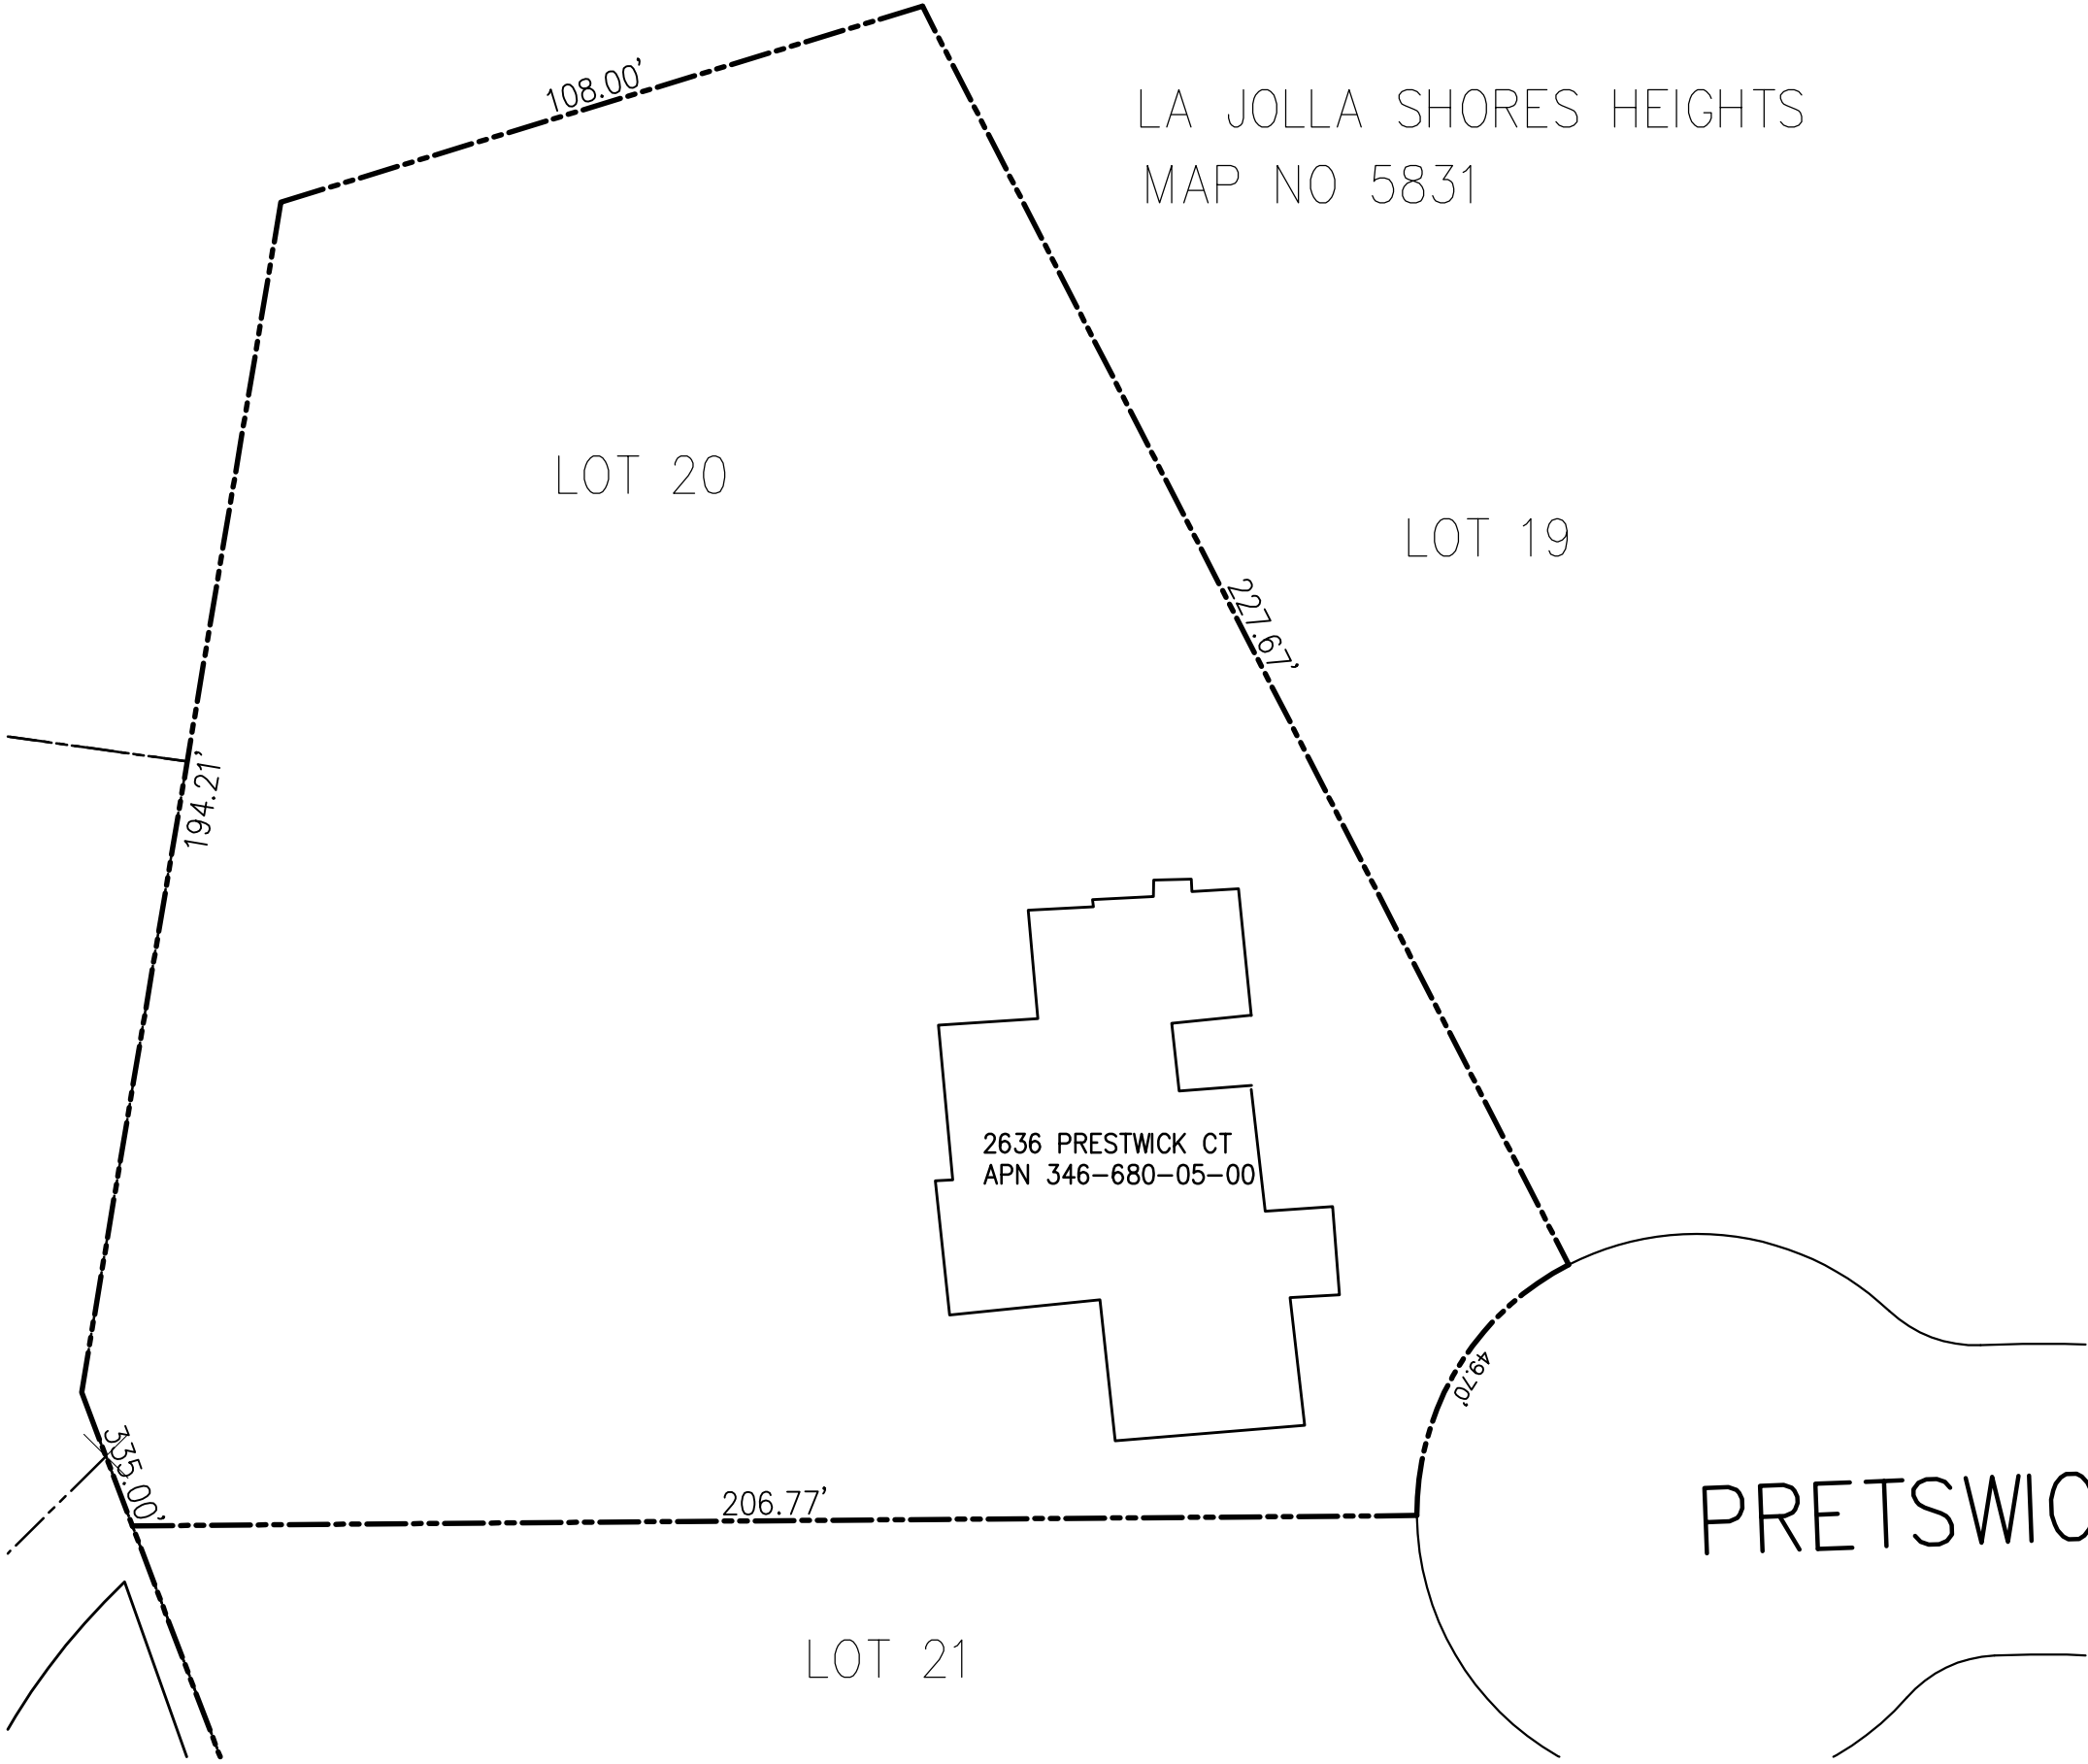 108.00'
LA JOLLA SHORES HEIGHTS
MAP NO 5831
LOT 20
LOT 19
227.67'
194.21'
2636 PRESTWICK CT
APN 346-680-05-00
49.70'
333.00'
206.77'
PRETSWIC
LOT 21